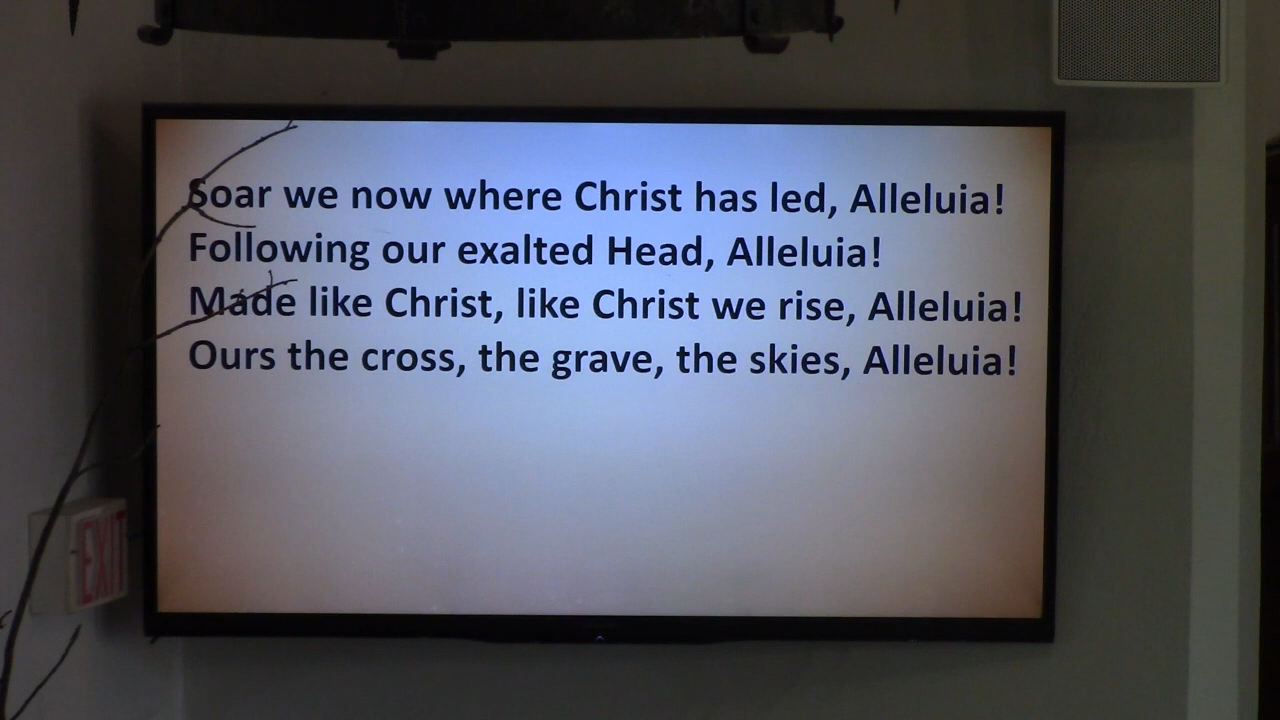 Soar we now where Christ has led, Alleluia!
Following our exalted Head, Alleluia!
Made like Christ, like Christ we rise, Alleluia!
Ours the cross, the grave, the skies, Alleluia!
EXIT